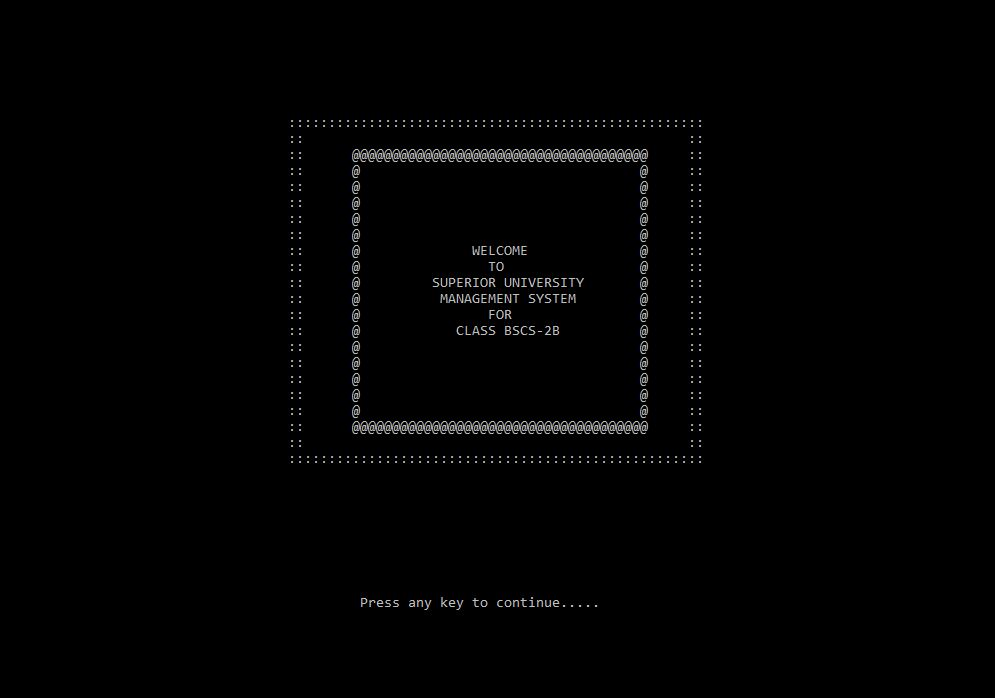 WELCOME
TO
SUPERIOR UNIVERSITY
MANAGEMENT SYSTEM
FOR
CLASS BSCS-2B
Press any key to continue.....